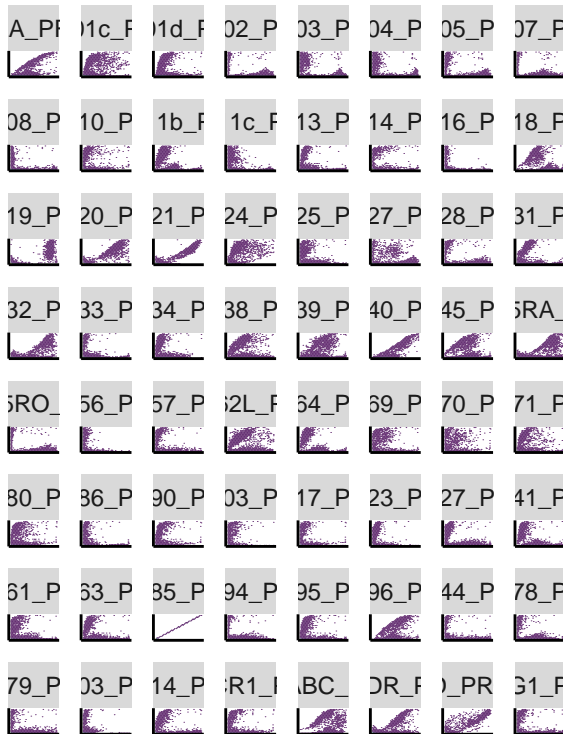 A_PF 01c_F 01d_F 02_P 03_P 04_P 05_P 07_P
08_P 10_P 1b_F 1c_F 13_P 14_P 16_P 18_P
19_P 20_P 21_P 24_P 25_P 27_P 28_P 31_P
32_P 33_P 34_P 38_P 39_P 40_P 45_P 5RA_
5RO_ 56_P 57_P 62L_F 64_P 69_P 70_P 71_P
80_P 86_P 90_P 03_P 17_P 23_P 27_P 41_P
61_P 63_P 85_P 94_P 95_P 96_P 44_P 78_P
79_P 03_P 14_P CR1_F ABC_ DR_F D_PR G1_P